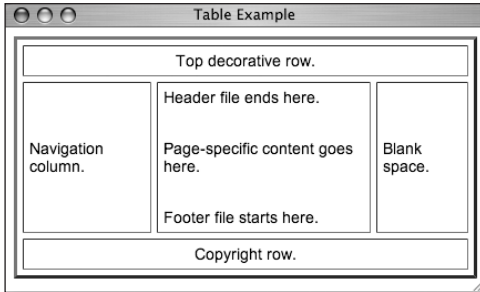 Table Example
Top decorative row.
Navigation
column.
Header file ends here.
Page-specific content goes
here.
Footer file starts here.
Blank
space.
Copyright row.